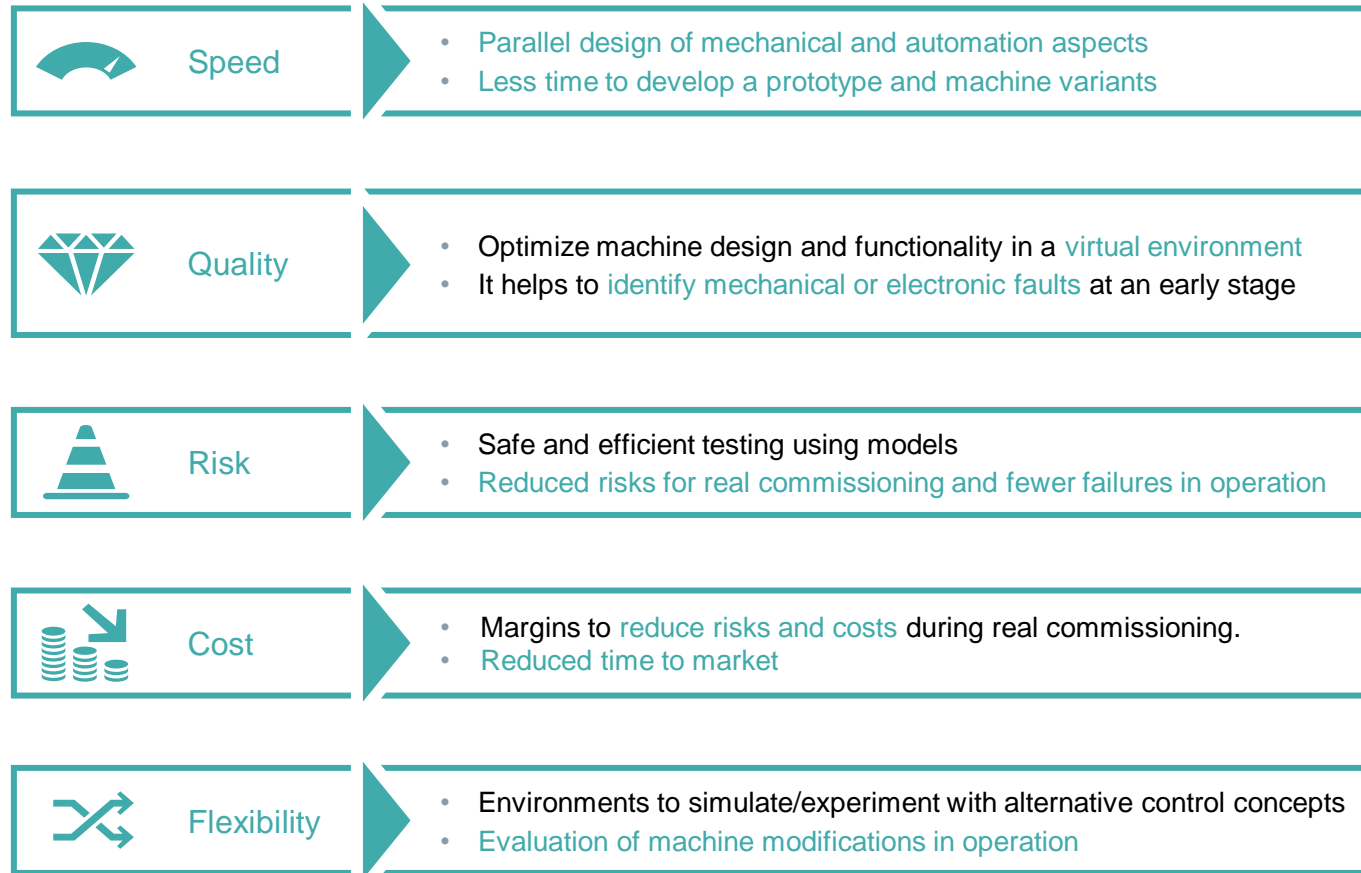 Speed
• Parallel design of mechanical and automation aspects
• Less time to develop a prototype and machine variants
Quality
• Optimize machine design and functionality in a virtual environment
• It helps to identify mechanical or electronic faults at an early stage
Risk
• Safe and efficient testing using models
• Reduced risks for real commissioning and fewer failures in operation
Cost
• Margins to reduce risks and costs during real commissioning.
• Reduced time to market
Flexibility
• Environments to simulate/experiment with alternative control concepts
• Evaluation of machine modifications in operation